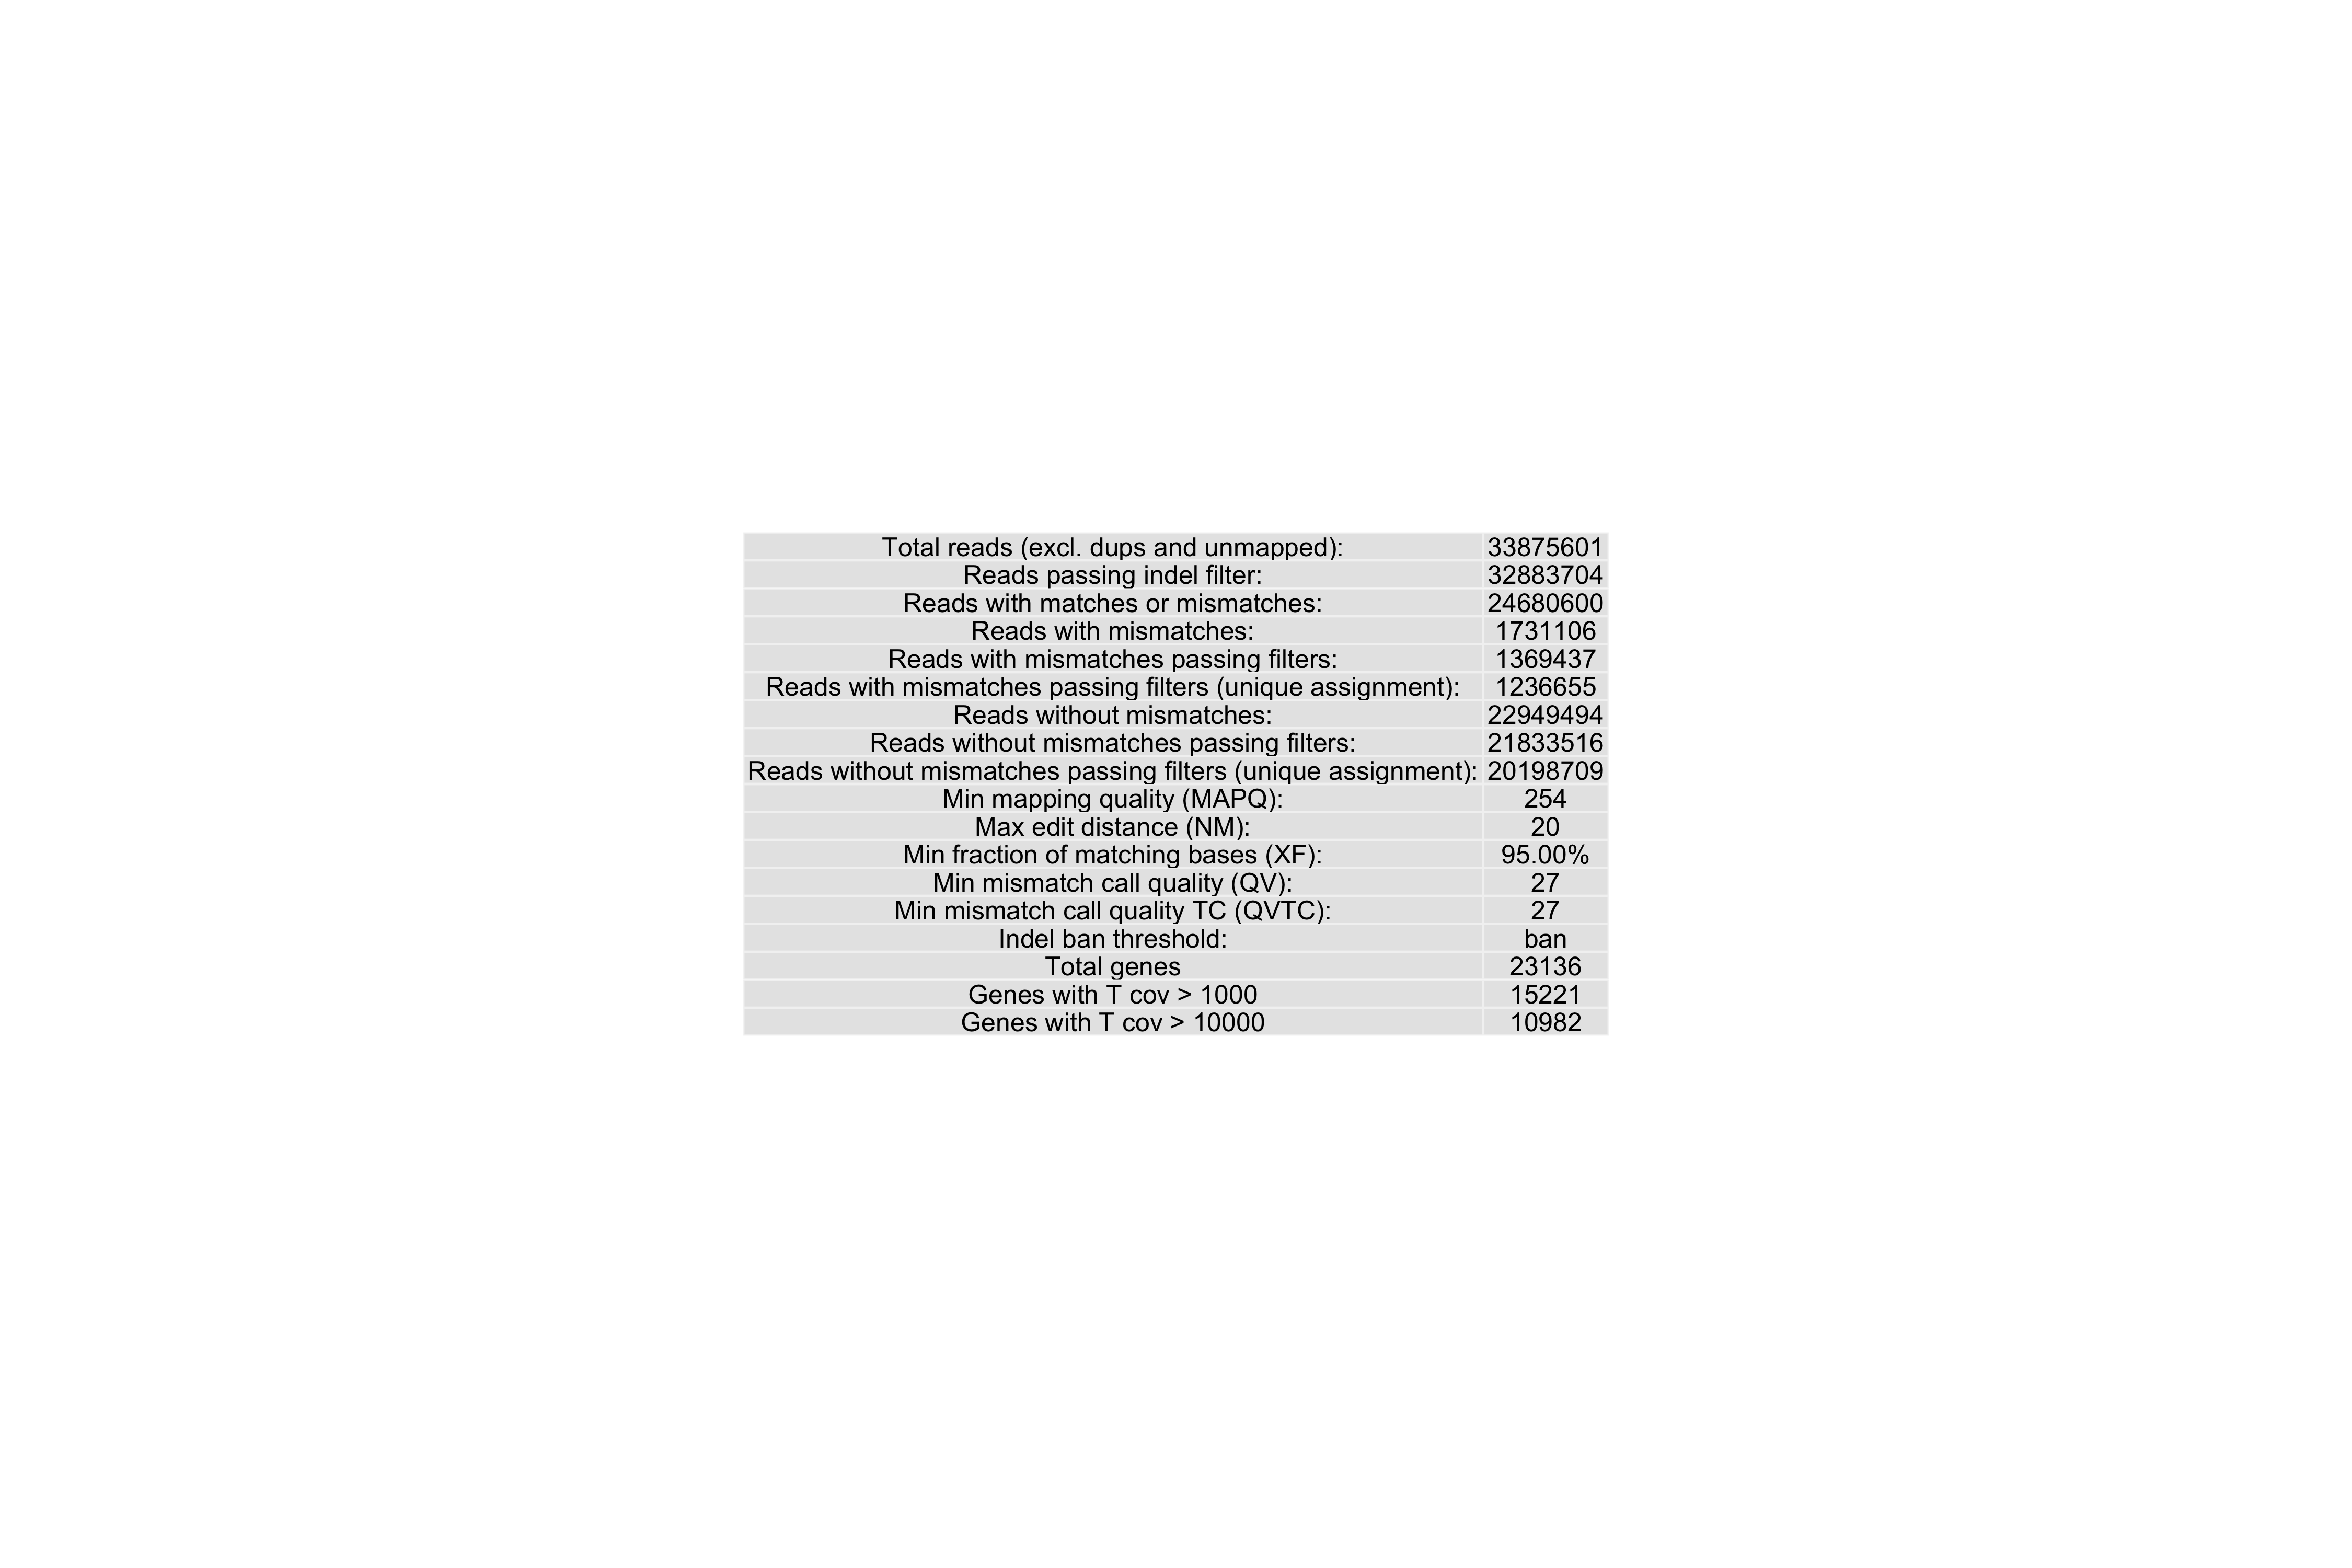 Total reads (excl. dups and unmapped): 33875601
Reads passing indel filter: 32883704
Reads with matches or mismatches: 24680600
Reads with mismatches: 1731106
Reads with mismatches passing filters: 1369437
Reads with mismatches passing filters (unique assignment): 1236655
Reads without mismatches: 22949494
Reads without mismatches passing filters: 21833516
Reads without mismatches passing filters (unique assignment): 20198709
Min mapping quality (MAPQ): 254
Max edit distance (NM): 20
Min fraction of matching bases (XF): 95.00%
Min mismatch call quality (QV): 27
Min mismatch call quality TC (QVTC): 27
Indel ban threshold: ban
Total genes 23136
Genes with T cov > 1000 15221
Genes with T cov > 10000 10982